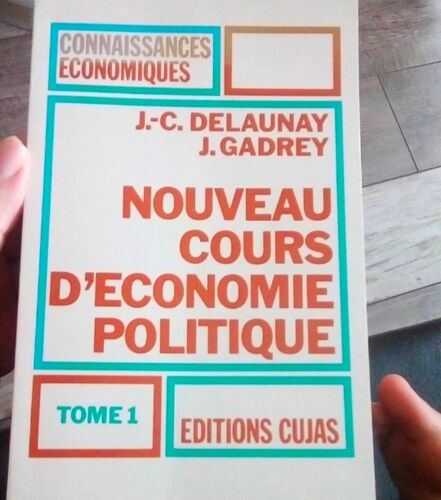 CONNAISSANCES
ECONOMIQUES
J.-C. DELAUNAY
J. GADREY
NOUVEAU
COURS
D'ECONOMIE
POLITIQUE
TOME 1
EDITIONS CUJAS